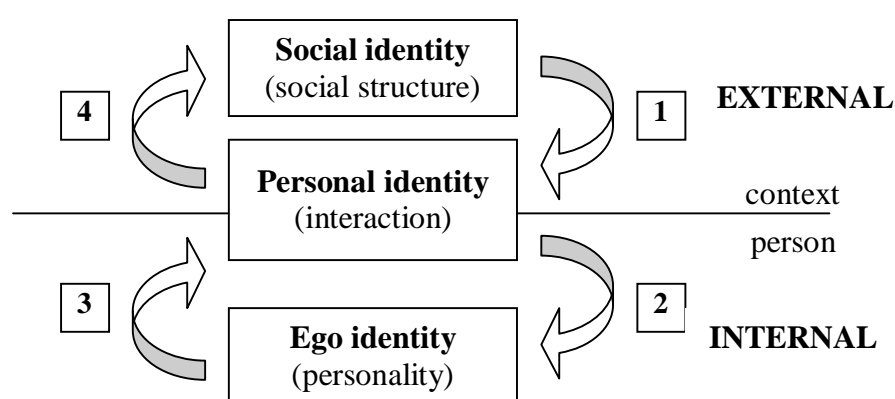 Social identity
(social structure)
4
1
EXTERNAL
Personal identity
(interaction)
context
person
3
2
Ego identity
(personality)
INTERNAL